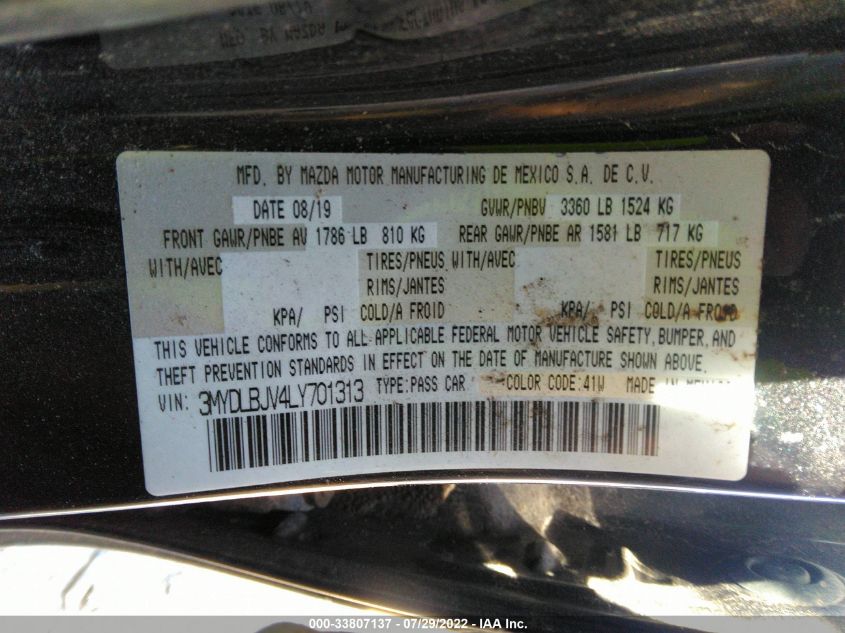 MFD. BY MAZDA MOTOR MANUFACTURING DE MEXICO S.A. DE C.V.
DATE 08/19 GVWR/PNBV 3360 LB 1524 KG
FRONT GAWR/PNBE AV 1786 LB 810 KG REAR GAWR/PNBE AR 1581 LB 717 KG
WITH/AVEC TIRES/PNEUS WITH/AVEC TIRES/PNEUS
RIMS/JANTES RIMS/JANTES
KPA/ PSI COLD/A FROID KPA/ PSI COLD/A FROID
THIS VEHICLE CONFORMS TO ALL APPLICABLE FEDERAL MOTOR VEHICLE SAFETY, BUMPER, AND
THEFT PREVENTION STANDARDS IN EFFECT ON THE DATE OF MANUFACTURE SHOWN ABOVE.
VIN: 3MYDLBJV4LY701313 TYPE:PASS CAR COLOR CODE:41W MADE IN MEXICO
000-33807137 - 07/29/2022 - IAA Inc.